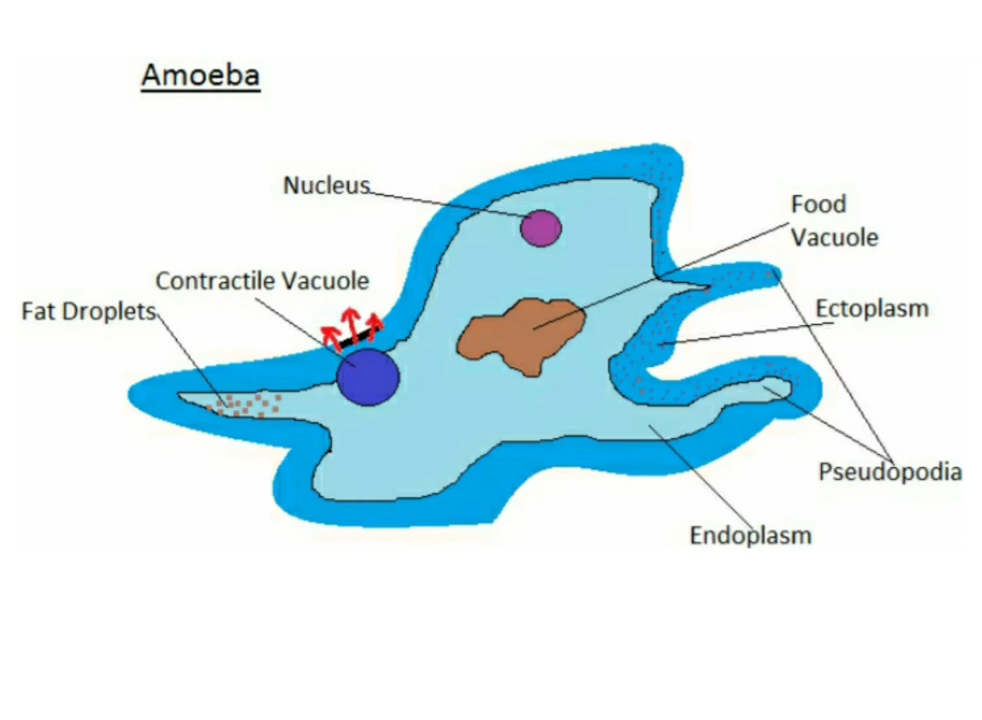 Amoeba
Nucleus
Food
Vacuole
Contractile Vacuole
Fat Droplets
Ectoplasm
Pseudopodia
Endoplasm